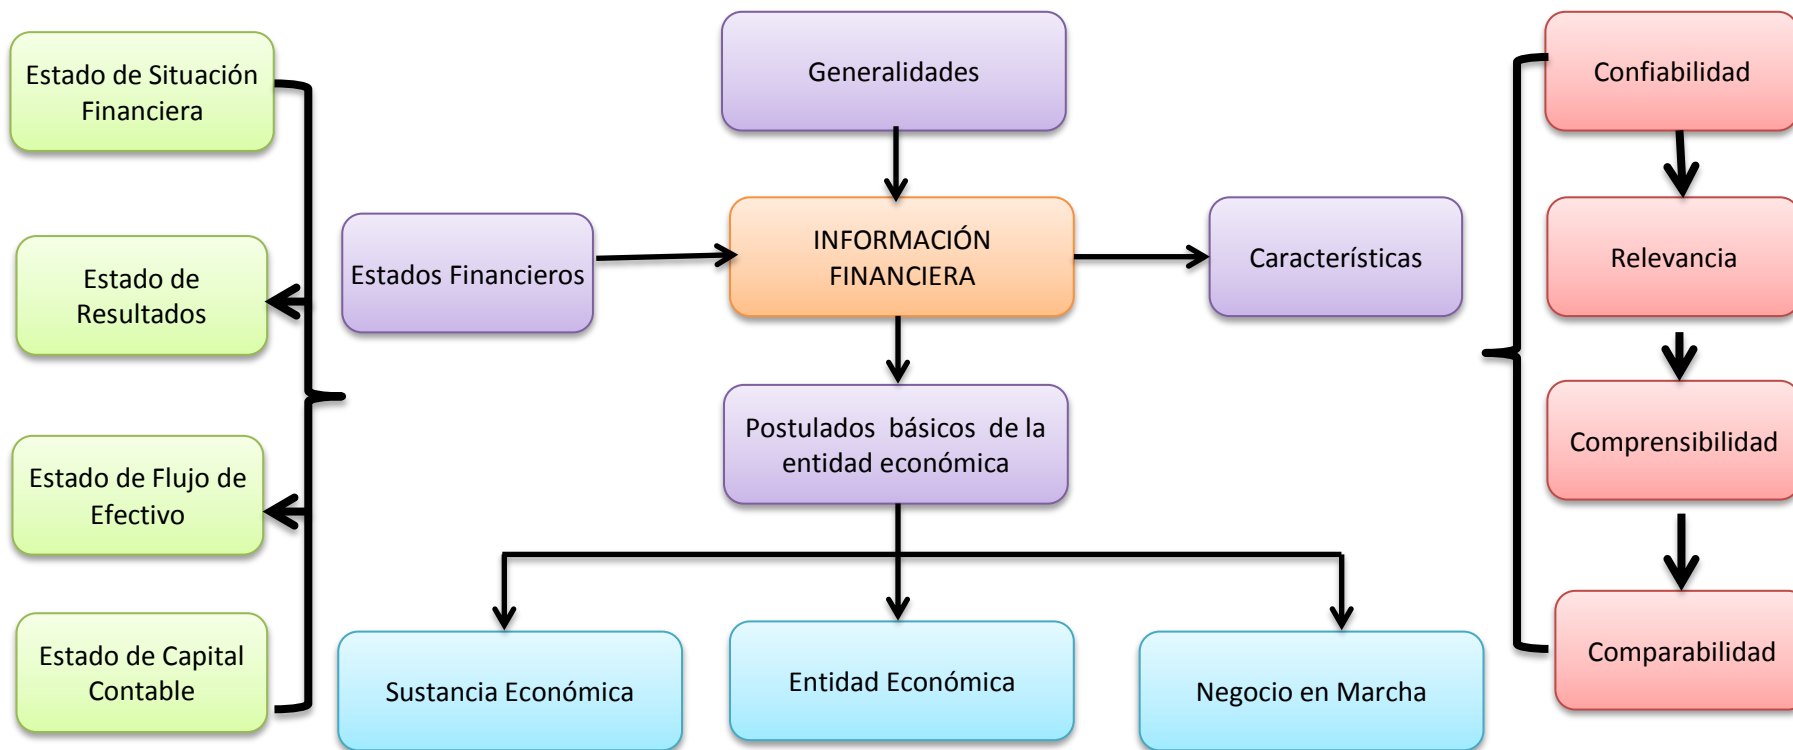 Estado de Situación
Financiera
Generalidades
Confiabilidad
Estados Financieros
INFORMACIÓN
FINANCIERA
Característícas
Relevancia
Estado de
Resultados
Postulados  básicos  de la
entidad económica
Comprensibilidad
Estado de Flujo de
Efectivo
Estado de Capital
Contable
Sustancia Económica
Entidad Económica
Negocio en Marcha
Comparabilidad